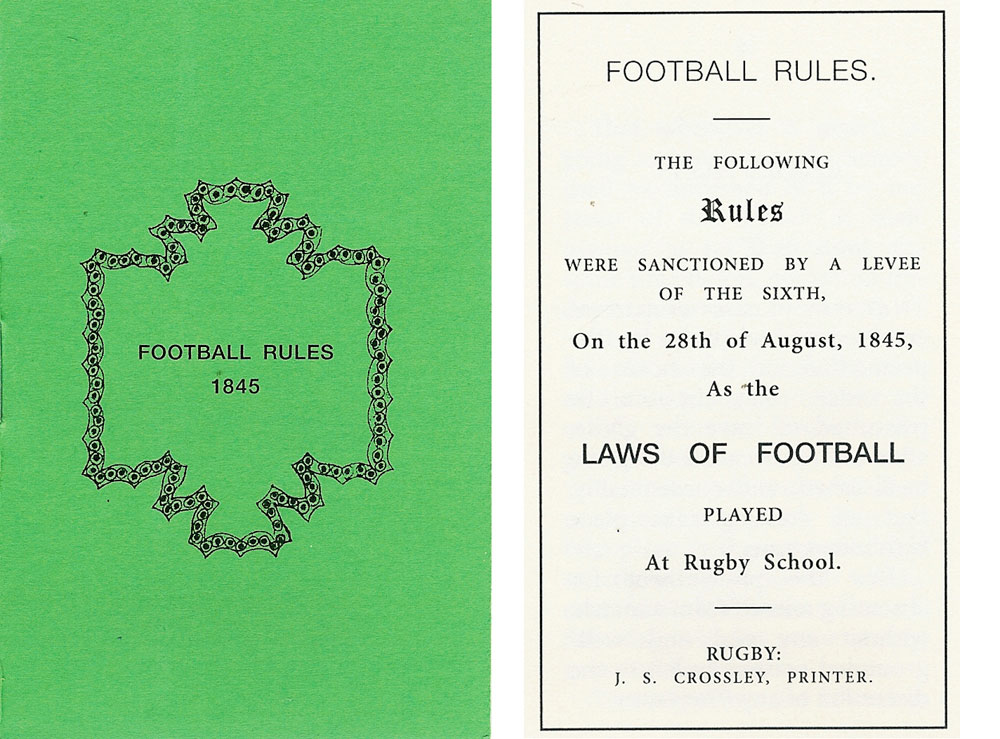 FOOTBALL RULES
1845
FOOTBALL RULES.
THE FOLLOWING
Rules
WERE SANCTIONED BY A LEVEE
OF THE SIXTH,
On the 28th of August, 1845,
As the
LAWS OF FOOTBALL
PLAYED
At Rugby School.
RUGBY:
J. S. CROSSLEY, PRINTER.